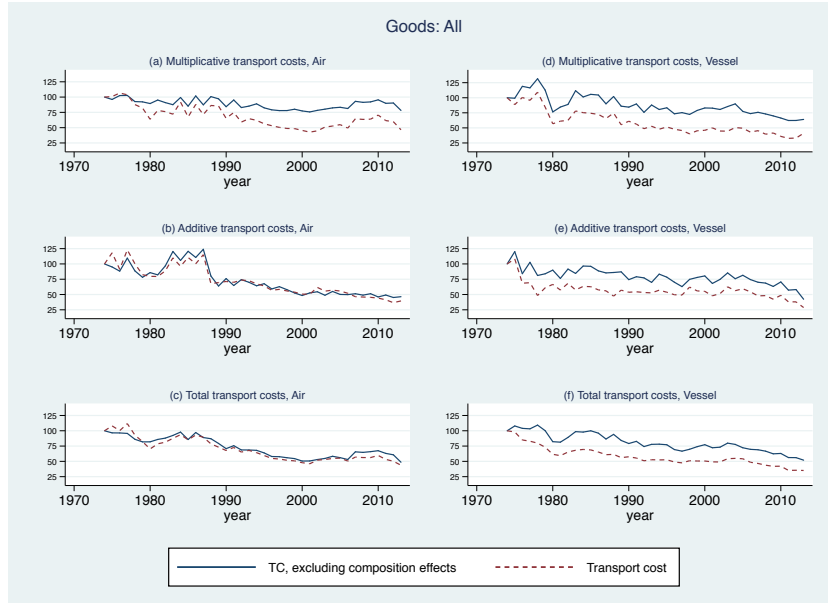 Goods: All
(a) Multiplicative transport costs, Air
125
100
75
50
25
1970 1980 1990 2000 2010
year
(d) Multiplicative transport costs, Vessel
125
100
75
50
25
1970 1980 1990 2000 2010
year
(b) Additive transport costs, Air
125
100
75
50
25
1970 1980 1990 2000 2010
year
(e) Additive transport costs, Vessel
125
100
75
50
25
1970 1980 1990 2000 2010
year
(c) Total transport costs, Air
125
100
75
50
25
1970 1980 1990 2000 2010
year
(f) Total transport costs, Vessel
125
100
75
50
25
1970 1980 1990 2000 2010
year
TC, excluding composition effects Transport cost